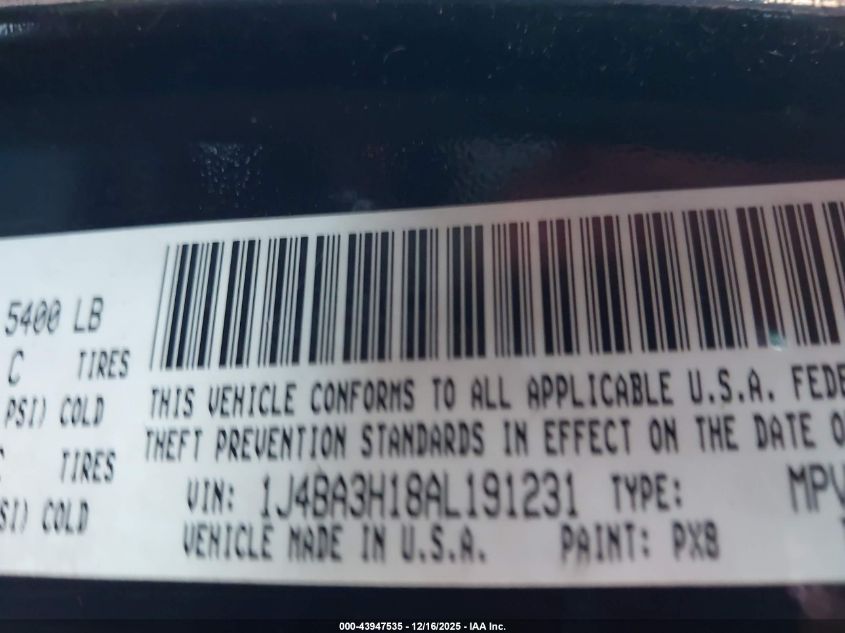 5400 LB
C TIRES
PSI) COLD
C TIRES
SI) COLD
THIS VEHICLE CONFORMS TO ALL APPLICABLE U.S.A. FEDE
THEFT PREVENTION STANDARDS IN EFFECT ON THE DATE O
VIN: 1J4BA3H18AL191231 TYPE: MPV
VEHICLE MADE IN U.S.A. PAINT: PX8
000-43947535 - 12/16/2025 - IAA Inc.